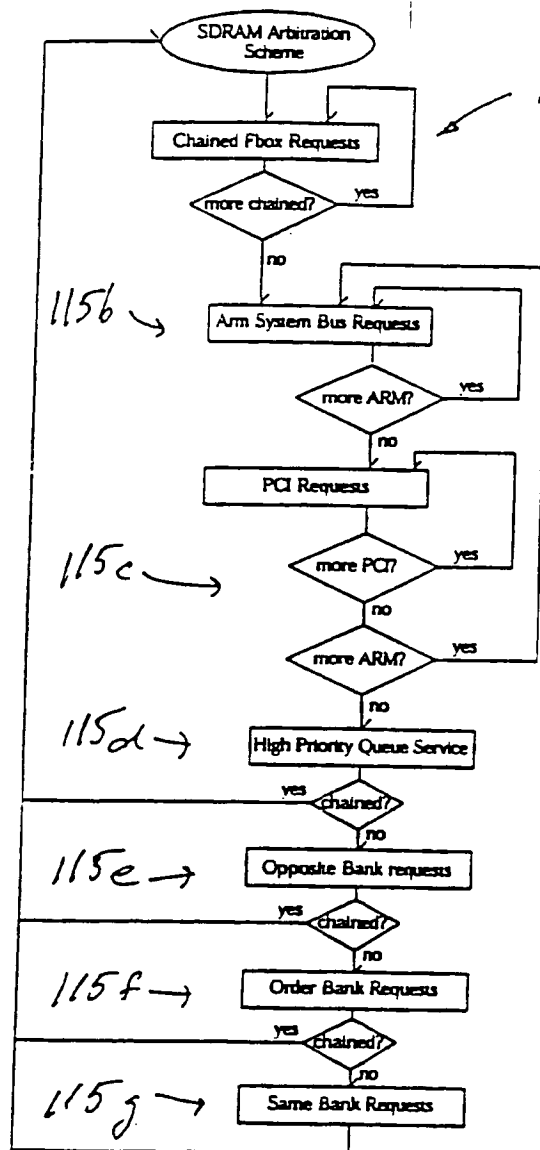 SDRAM Arbitration
Scheme
Chained Fbox Requests
more chained?
yes
no
115b
Arm System Bus Requests
more ARM?
yes
no
PCI Requests
115c
more PCI?
yes
no
more ARM?
yes
no
115d
High Priority Queue Service
yes
chained?
no
115e
Opposite Bank requests
yes
chained?
no
115f
Order Bank Requests
yes
chained?
no
115g
Same Bank Requests